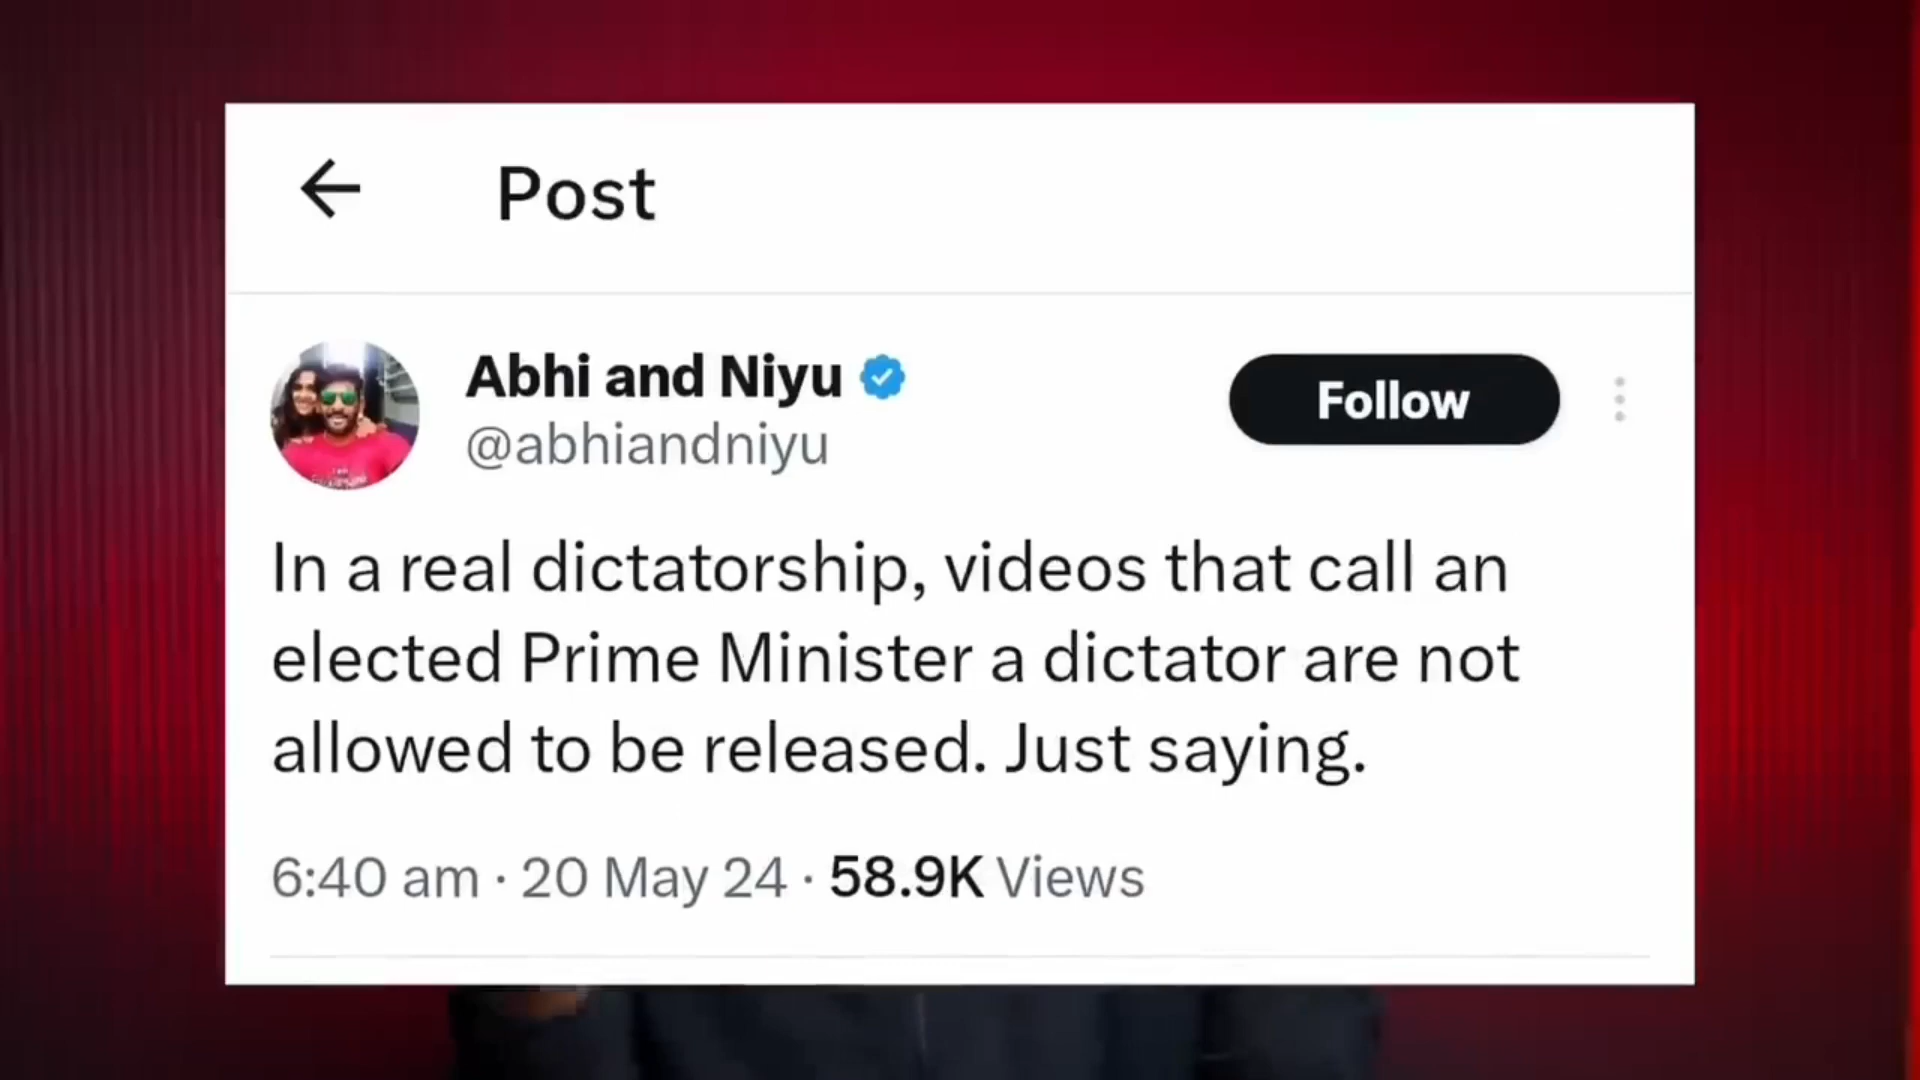 Post
Abhi and Niyu
@abhiandniyu
Follow
In a real dictatorship, videos that call an
elected Prime Minister a dictator are not
allowed to be released. Just saying.
6:40 am · 20 May 24 · 58.9K Views